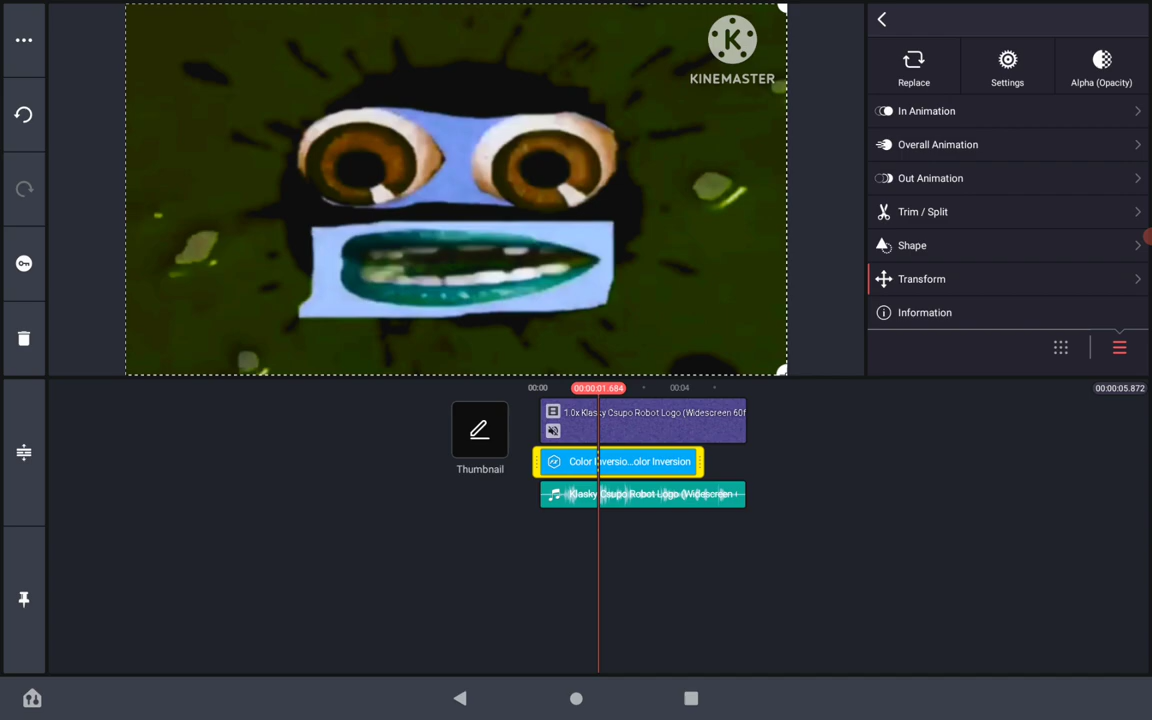 KINEMASTER
Replace
Settings
Alpha (Opacity)
In Animation
Overall Animation
Out Animation
Trim / Split
Shape
Transform
Information
00:00
00:00:01.684
00:04
00:00:05.872
1.0x Klasky Csupo Robot Logo (Widescreen 60f
Thumbnail
Color Inversio...olor Inversion
Klasky Csupo Robot Logo (Widescreen